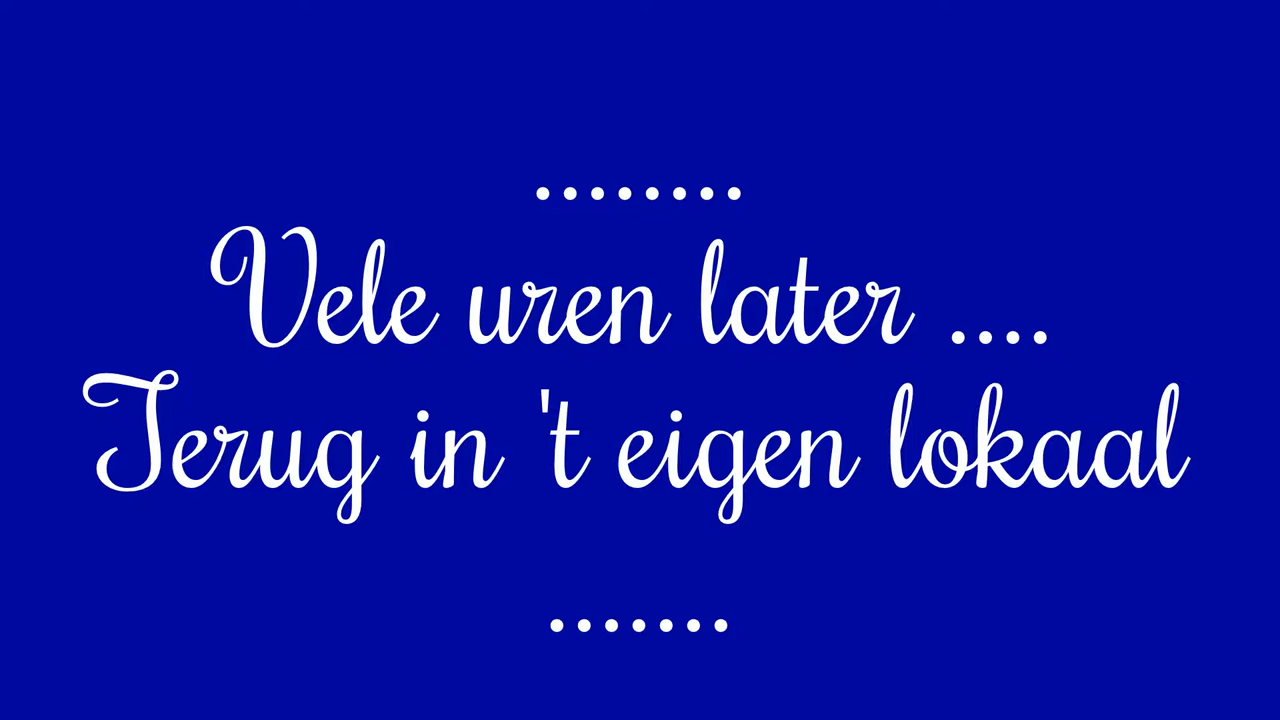 ........
Vele uren later ....
Terug in 't eigen lokaal
.......